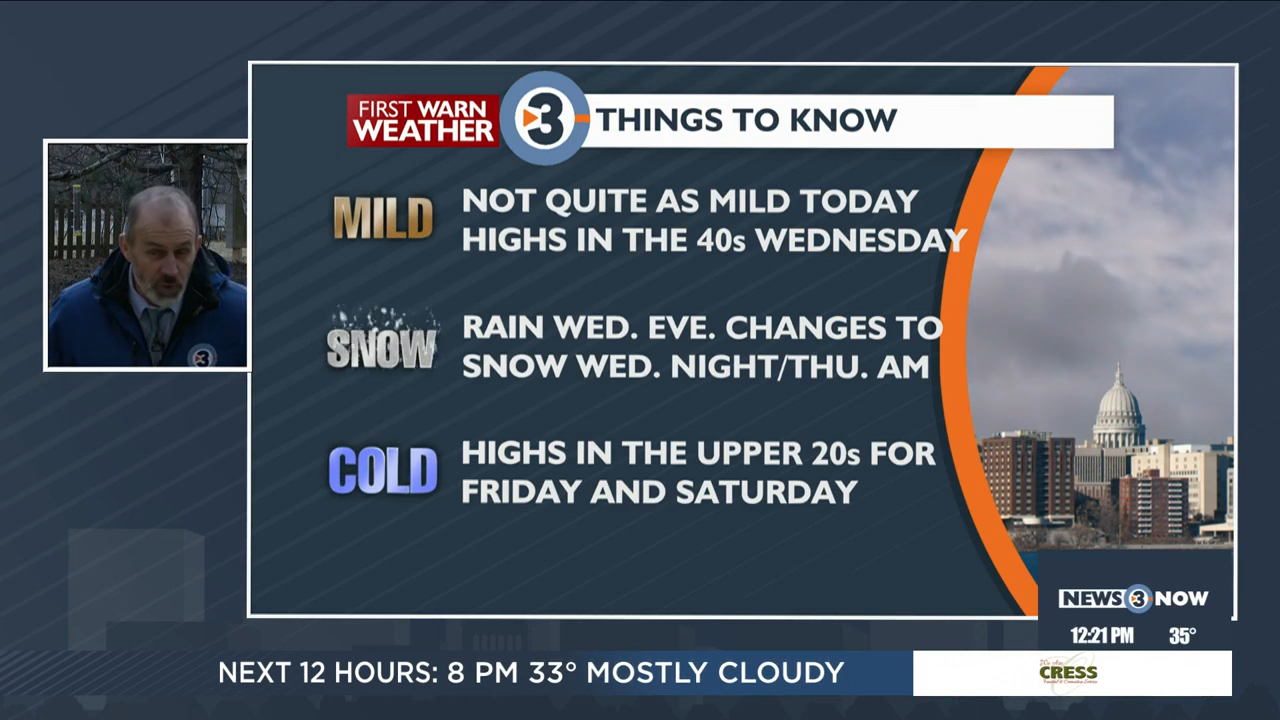 FIRST WARN
WEATHER
3 THINGS TO KNOW
MILD
NOT QUITE AS MILD TODAY
HIGHS IN THE 40s WEDNESDAY
SNOW
RAIN WED. EVE. CHANGES TO
SNOW WED. NIGHT/THU. AM
COLD
HIGHS IN THE UPPER 20s FOR
FRIDAY AND SATURDAY
3
NEWS 3 NOW
12:21 PM 35°
NEXT 12 HOURS: 8 PM 33° MOSTLY CLOUDY
CRESS